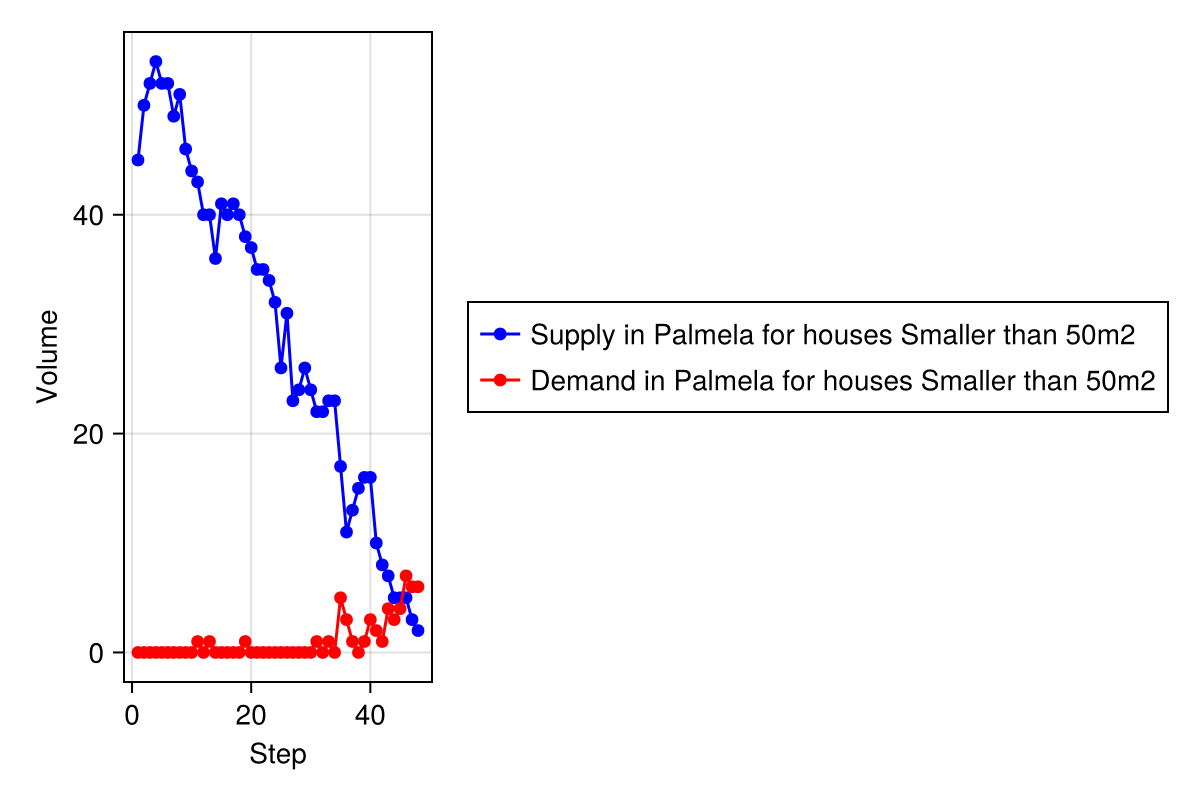 40
20
0
0 20 40
Volume
Step
Supply in Palmela for houses Smaller than 50m2
Demand in Palmela for houses Smaller than 50m2